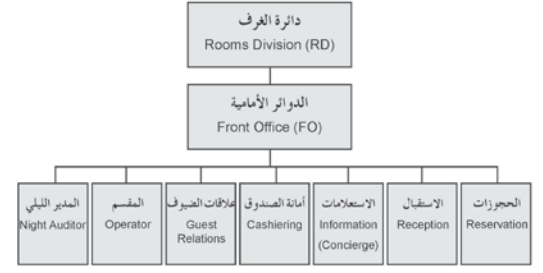 دائرة الغرف
Rooms Division (RD)
الدوائر الأمامية
Front Office (FO)
المدير الليلي
Night Auditor
المقسم
Operator
علاقات الضيوف
Guest
Relations
أمانة الصندوق
Cashiering
الاستعلامات
Information
(Concierge)
الاستقبال
Reception
الحجوزات
Reservation